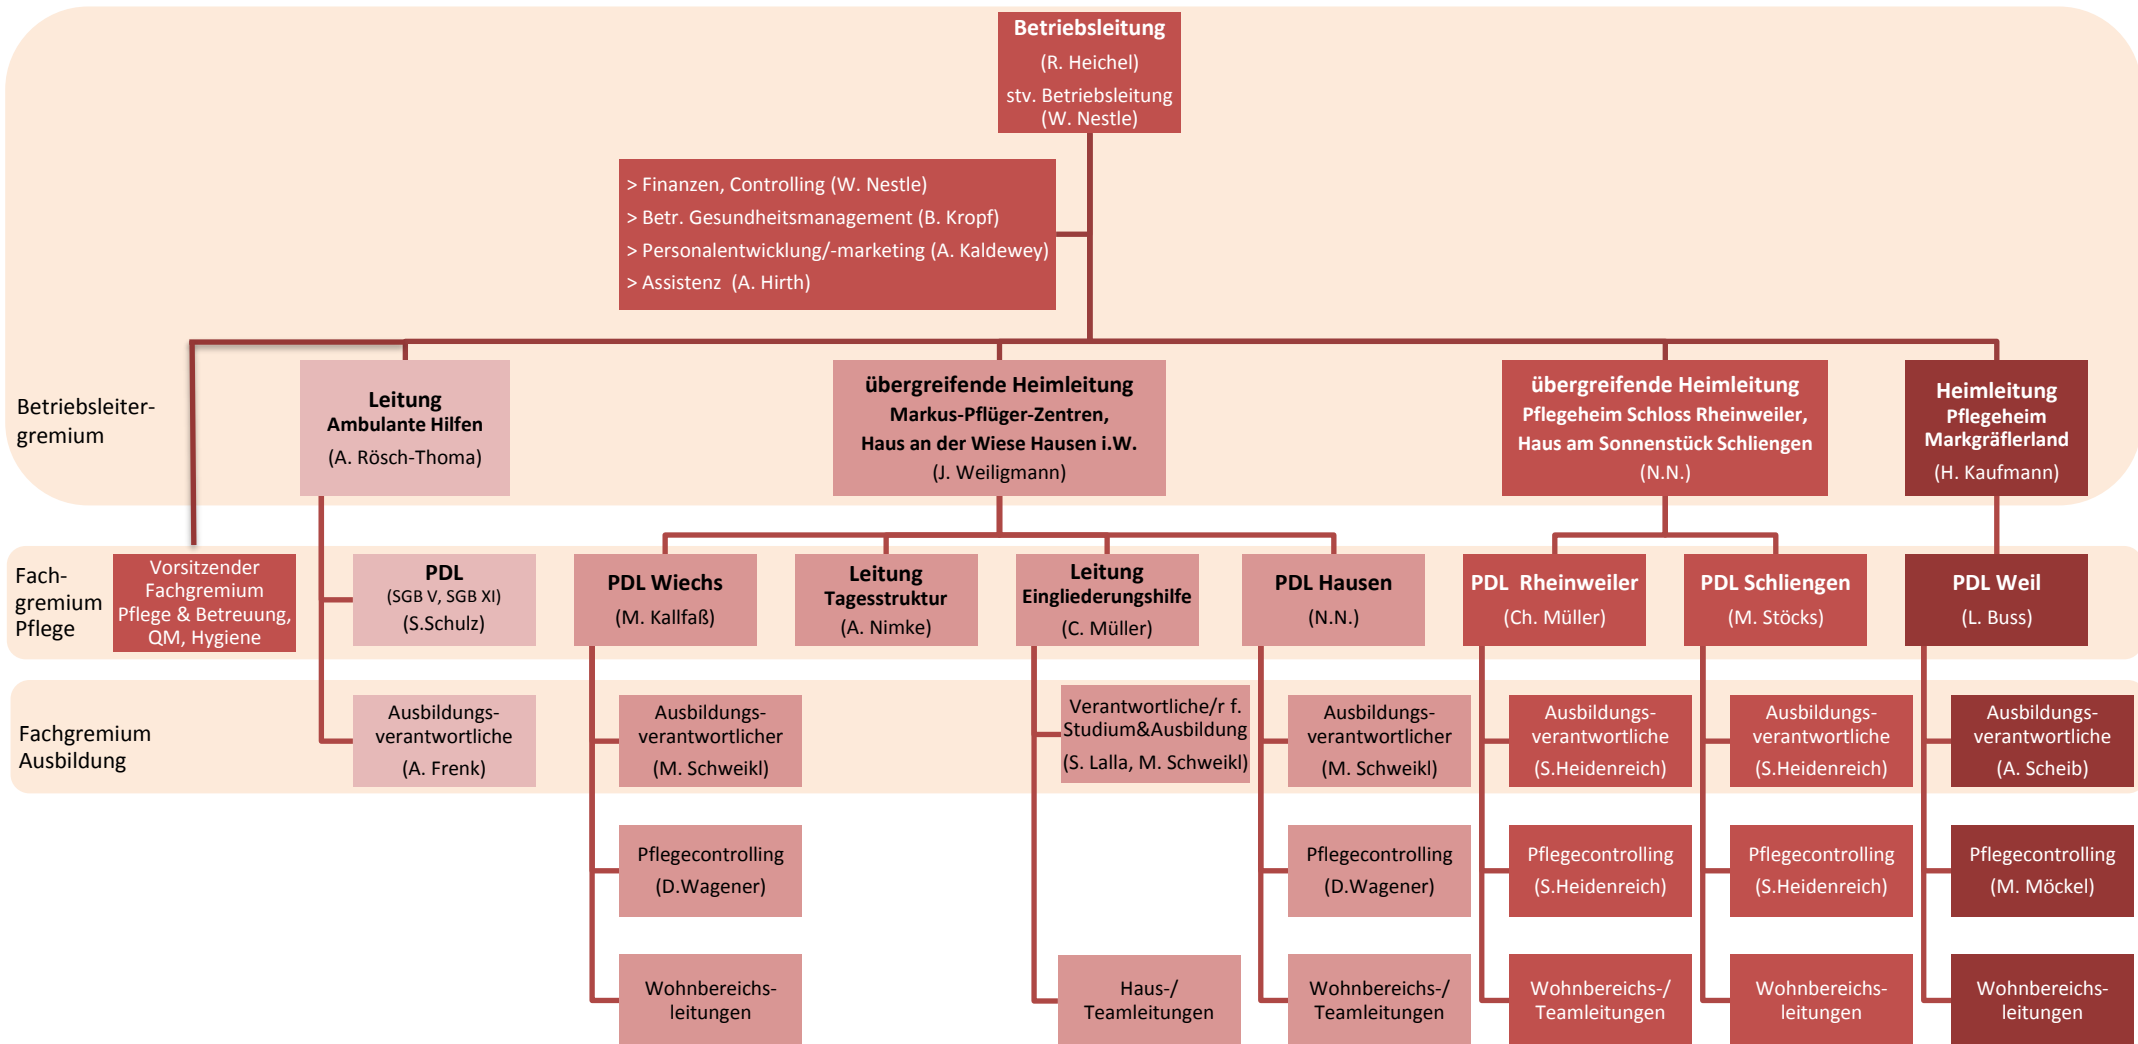 Betriebsleitung
(R. Heichel)
stv. Betriebsleitung
(W. Nestle)
> Finanzen, Controlling (W. Nestle)
> Betr. Gesundheitsmanagement (B. Kropf)
> Personalentwicklung/-marketing (A. Kaldewey)
> Assistenz  (A. Hirth)
Betriebsleiter-
gremium
Leitung
Ambulante Hilfen
(A. Rösch-Thoma)
übergreifende Heimleitung
Markus-Pflüger-Zentren,
Haus an der Wiese Hausen i.W.
(J. Weiligmann)
übergreifende Heimleitung
Pflegeheim Schloss Rheinweiler,
Haus am Sonnenstück Schliengen
(N.N.)
Heimleitung
Pflegeheim
Markgräflerland
(H. Kaufmann)
Fach-
gremium
Pflege
Vorsitzender
Fachgremium
Pflege & Betreuung,
QM, Hygiene
PDL
(SGB V, SGB XI)
(S.Schulz)
PDL Wiechs
(M. Kallfaß)
Leitung
Tagesstruktur
(A. Nimke)
Leitung
Eingliederungshilfe
(C. Müller)
PDL Hausen
(N.N.)
PDL  Rheinweiler
(Ch. Müller)
PDL Schliengen
(M. Stöcks)
PDL Weil
(L. Buss)
Fachgremium
Ausbildung
Ausbildungs-
verantwortliche
(A. Frenk)
Ausbildungs-
verantwortlicher
(M. Schweikl)
Verantwortliche/r f.
Studium&Ausbildung
(S. Lalla, M. Schweikl)
Ausbildungs-
verantwortlicher
(M. Schweikl)
Ausbildungs-
verantwortliche
(S.Heidenreich)
Ausbildungs-
verantwortliche
(S.Heidenreich)
Ausbildungs-
verantwortliche
(A. Scheib)
Pflegecontrolling
(D.Wagener)
Pflegecontrolling
(D.Wagener)
Pflegecontrolling
(S.Heidenreich)
Pflegecontrolling
(S.Heidenreich)
Pflegecontrolling
(M. Möckel)
Wohnbereichs-
leitungen
Haus-/
Teamleitungen
Wohnbereichs-/
Teamleitungen
Wohnbereichs-/
Teamleitungen
Wohnbereichs-
leitungen
Wohnbereichs-
leitungen